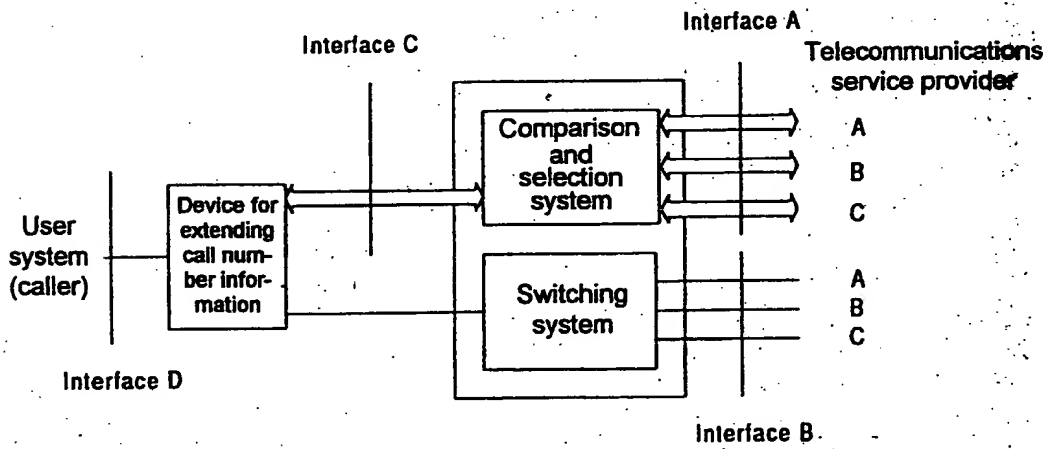 Interface A
Interface C
Telecommunications
service provider
Comparison
and
selection
system
A
B
C
User
system
(caller)
Device for
extending
call num-
ber infor-
mation
Switching
system
A
B
C
Interface D
Interface B